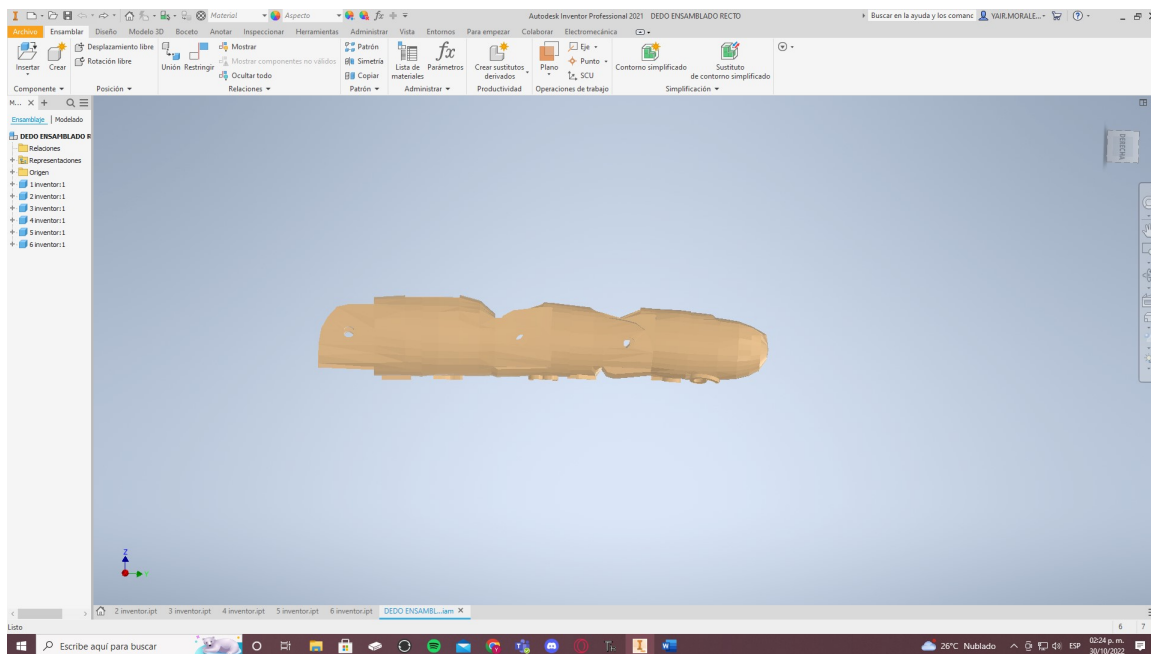 Material Aspecto Autodesk Inventor Professional 2021 DEDO ENSAMBLADO RECTO Buscar en la ayuda y los comanc YAIR.MORALE...
Archivo Ensamblar Diseño Modelo 3D Boceto Anotar Inspeccionar Herramientas Administrar Vista Entornos Para empezar Colaborar Electromecánica
Insertar Crear Desplazamiento libre Rotación libre
Unión Restringir Mostrar Mostrar componentes no válidos Ocultar todo
Patrón Simetría Copiar
Lista de materiales Parámetros
Crear sustitutos derivados
Plano Eje Punto SCU
Contorno simplificado Sustituto de contorno simplificado
Componente Posición Relaciones Patrón Administrar Productividad Operaciones de trabajo Simplificación
M...
Ensamblaje Modelado
DEDO ENSAMBLADO R
Relaciones
Representaciones
Origen
1 inventor:1
2 inventor:1
3 inventor:1
4 inventor:1
5 inventor:1
6 inventor:1
DERECHA
Z
Y
2 inventor.ipt 3 inventor.ipt 4 inventor.ipt 5 inventor.ipt 6 inventor.ipt DEDO ENSAMBL...iam
Listo 6 7
Escribe aquí para buscar 26°C Nublado ESP 02:24 p. m.
30/10/2022